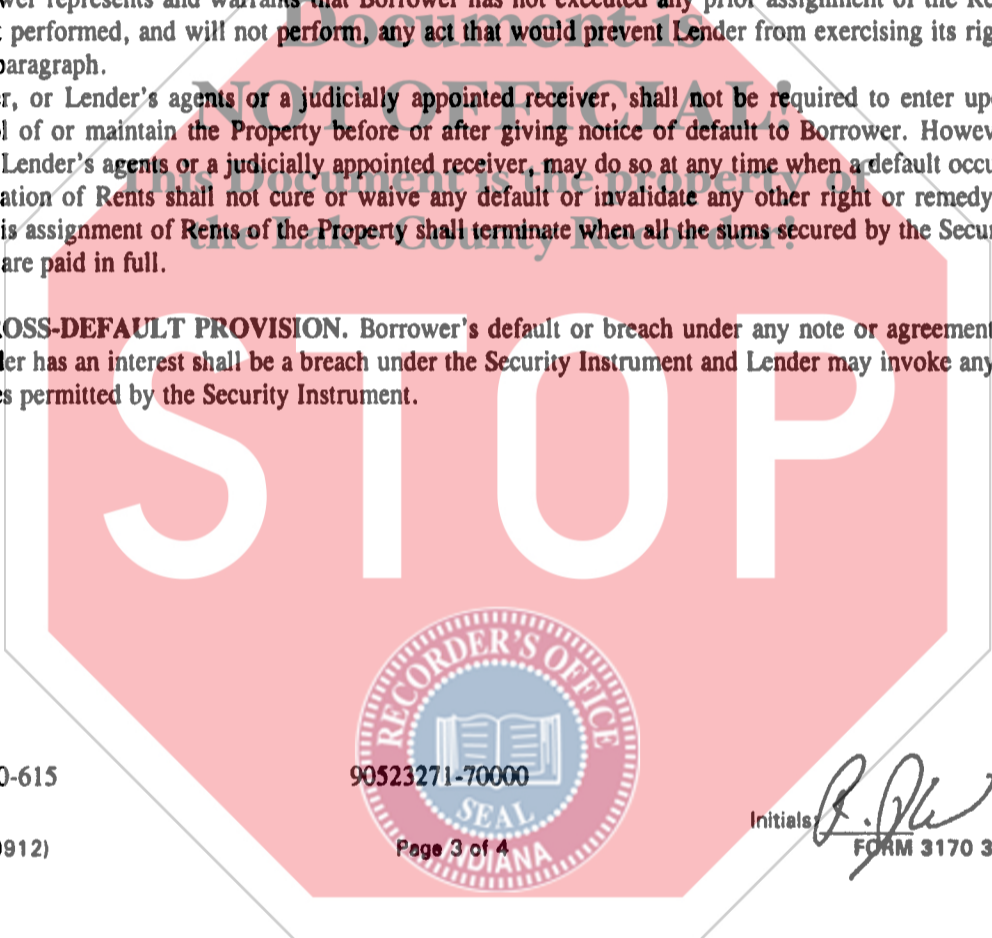 wer represents and warrants that Borrower has not executed any prior assignment of the Re
t performed, and will not perform, any act that would prevent Lender from exercising its rig
paragraph.
r, or Lender's agents or a judicially appointed receiver, shall not be required to enter up
l of or maintain the Property before or after giving notice of default to Borrower. Howev
Lender's agents or a judicially appointed receiver, may do so at any time when a default occu
ation of Rents shall not cure or waive any default or invalidate any other right or remedy
is assignment of Rents of the Property shall terminate when all the sums secured by the Secur
are paid in full.
OSS-DEFAULT PROVISION. Borrower's default or breach under any note or agreement
er has an interest shall be a breach under the Security Instrument and Lender may invoke any
es permitted by the Security Instrument.
Document is
NOT OFFICIAL!
This Document is the property of
the Lake County Recorder!
STOP
RECORDER'S OFFICE
SEAL
INDIANA
0-615
90523271-70000
Initials:
0912)
Page 3 of 4
FORM 3170 3